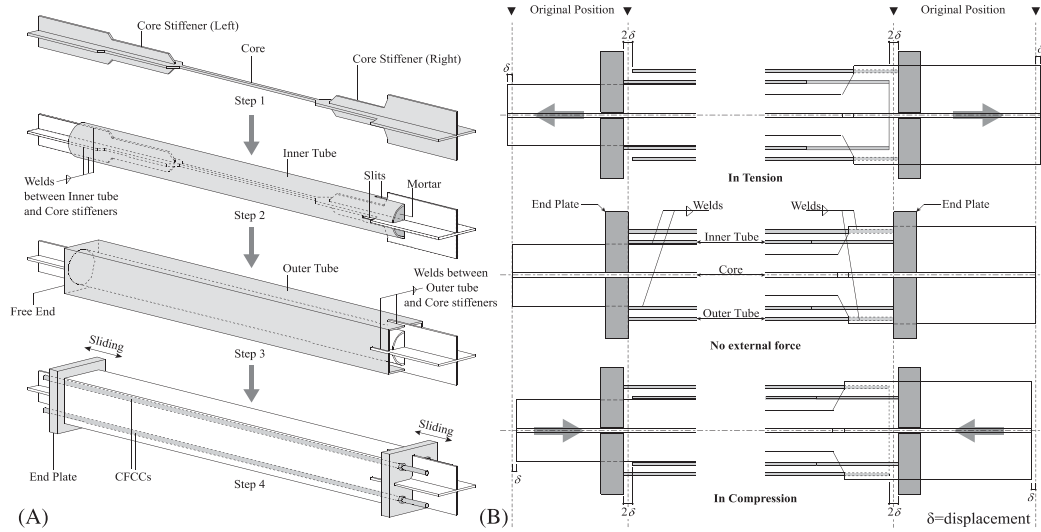 Core Stiffener (Left)
Core
Core Stiffener (Right)
Step 1
Inner Tube
Slits
Mortar
Welds
between Inner tube
and Core stiffeners
Step 2
Outer Tube
Welds between
Outer tube
and Core stiffeners
Free End
Sliding
Step 3
Sliding
End Plate
CFCCs
Step 4
(A)
Original Position
Original Position
2δ
2δ
δ
δ
In Tension
End Plate
Welds
Welds
End Plate
Inner Tube
Core
Outer Tube
No external force
δ
δ
In Compression
2δ
2δ
(B)
δ=displacement